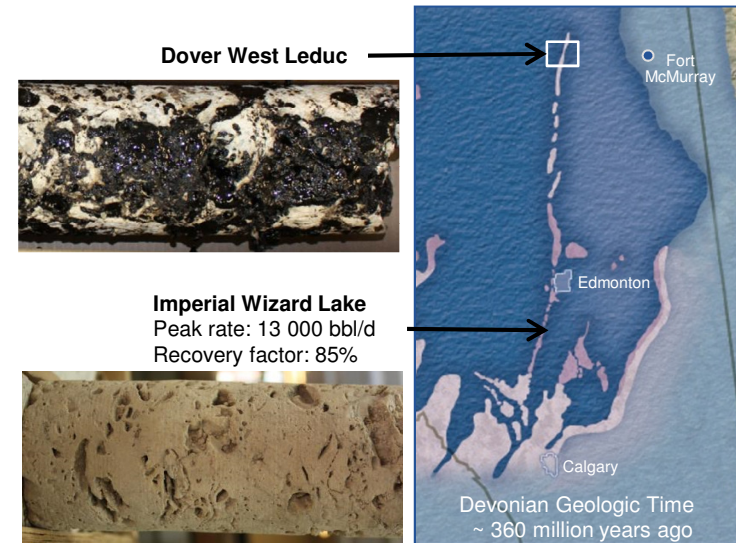 Dover West Leduc
Fort
McMurray
Edmonton
Imperial Wizard Lake
Peak rate: 13 000 bbl/d
Recovery factor: 85%
Calgary
Devonian Geologic Time
~ 360 million years ago